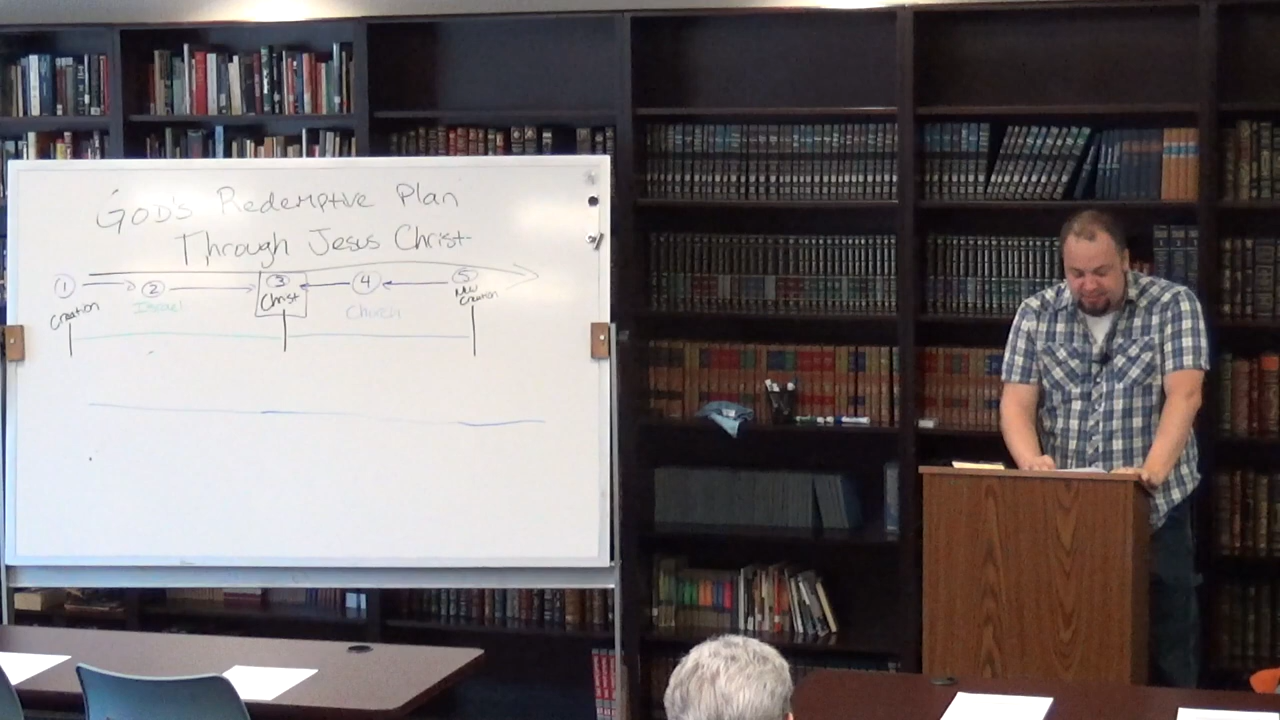 GOD'S Redemptive Plan
Through Jesus Christ
1 2 3 4 5
Creation Israel Christ Church New Creation